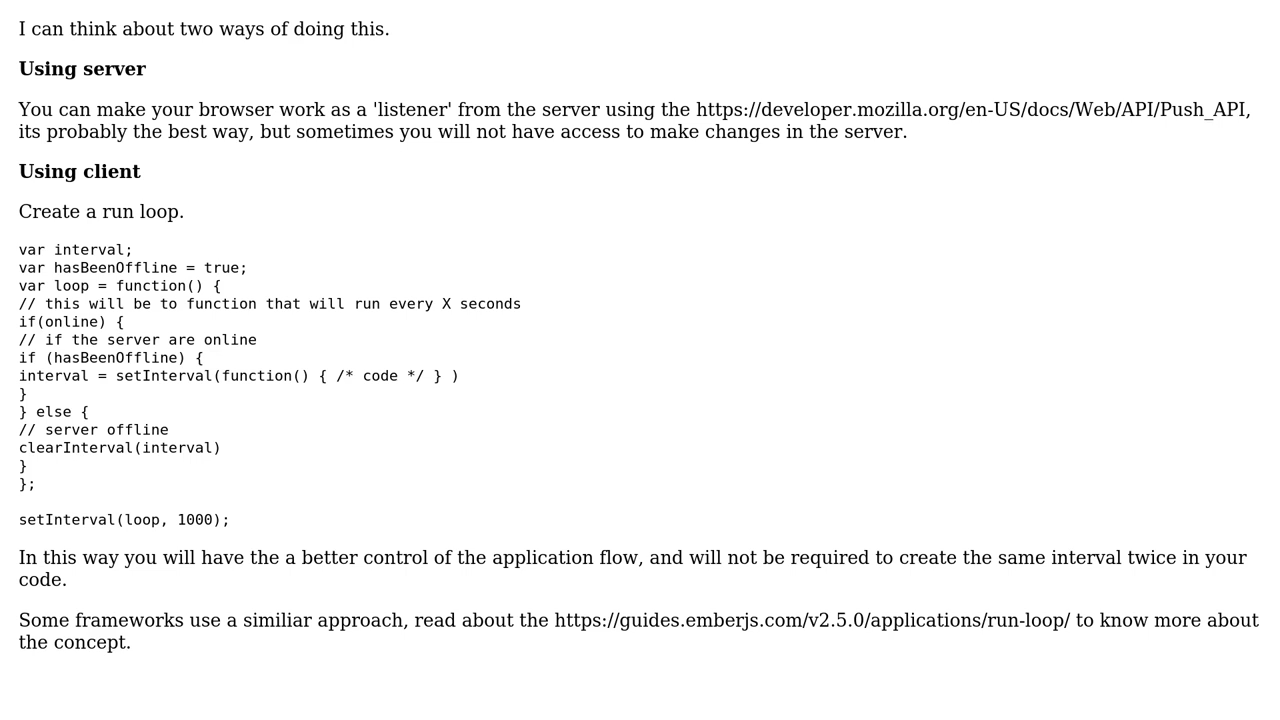 I can think about two ways of doing this.
Using server
You can make your browser work as a 'listener' from the server using the https://developer.mozilla.org/en-US/docs/Web/API/Push_API,
its probably the best way, but sometimes you will not have access to make changes in the server.
Using client
Create a run loop.
var interval;
var hasBeenOffline = true;
var loop = function() {
// this will be to function that will run every X seconds
if(online) {
// if the server are online
if (hasBeenOffline) {
interval = setInterval(function() { /* code */ } )
}
} else {
// server offline
clearInterval(interval)
}
};
setInterval(loop, 1000);
In this way you will have the a better control of the application flow, and will not be required to create the same interval twice in your
code.
Some frameworks use a similiar approach, read about the https://guides.emberjs.com/v2.5.0/applications/run-loop/ to know more about
the concept.